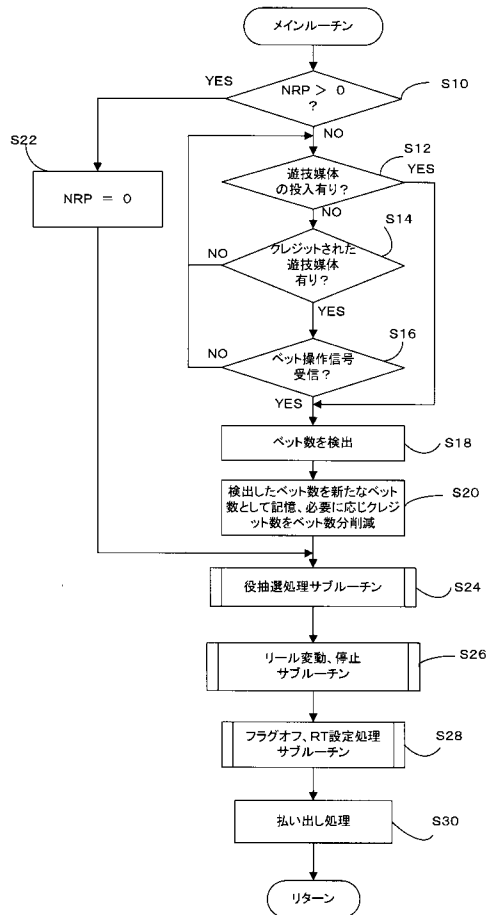 メインルーチン
YES
NRP > 0
?
S10
NO
S22
NRP = 0
S12
遊技媒体
の投入有り?
YES
NO
S14
NO
クレジットされた
遊技媒体
有り?
YES
S16
NO
ベット操作信号
受信?
YES
ベット数を検出
S18
S20
検出したベット数を新たなベット
数として記憶、必要に応じクレジ
ット数をベット数分削減
役抽選処理サブルーチン
S24
リール変動、停止
サブルーチン
S26
フラグオフ、RT設定処理
サブルーチン
S28
払い出し処理
S30
リターン